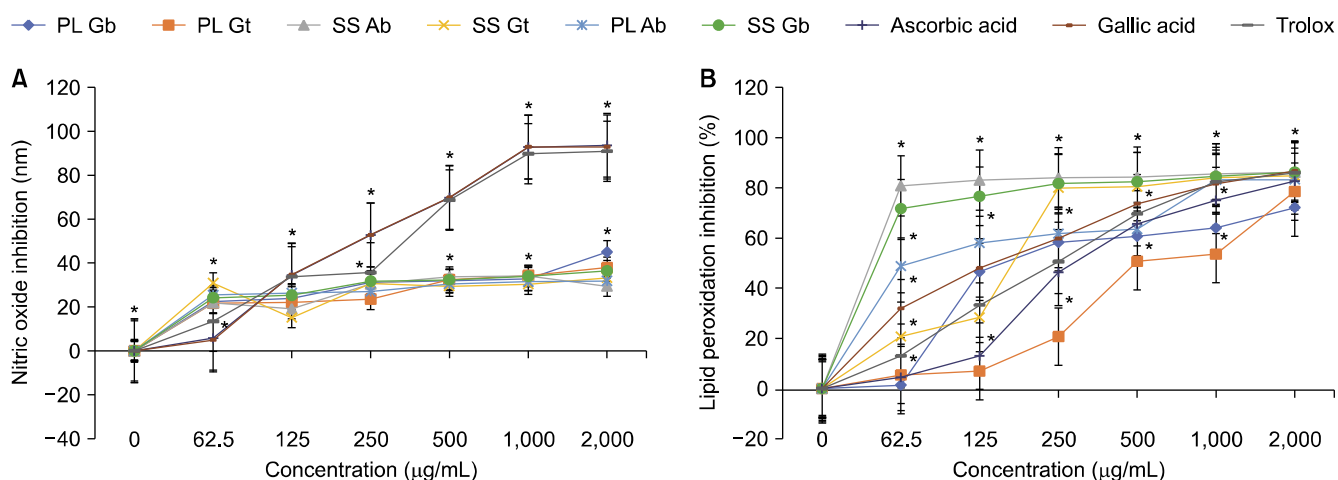 PL Gb PL Gt SS Ab SS Gt PL Ab SS Gb Ascorbic acid Gallic acid Trolox
A
Nitric oxide inhibition (nm)
120
100
80
60
40
20
0
−20
−40
* * * * * * * * * * *
0 62.5 125 250 500 1,000 2,000
Concentration (μg/mL)
B
Lipid peroxidation inhibition (%)
120
100
80
60
40
20
0
−20
* * * * * * * * * * * * * * * * *
0 62.5 125 250 500 1,000 2,000
Concentration (μg/mL)